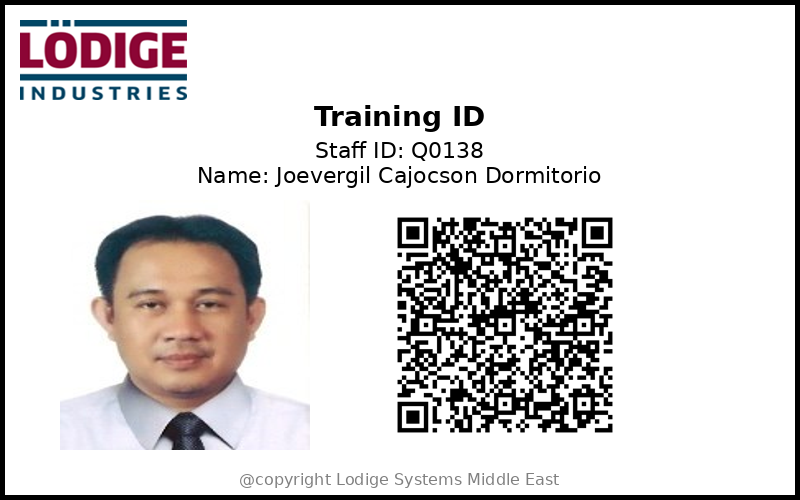 LÖDIGE
INDUSTRIES
Training ID
Staff ID: Q0138
Name: Joevergil Cajocson Dormitorio
@copyright Lodige Systems Middle East